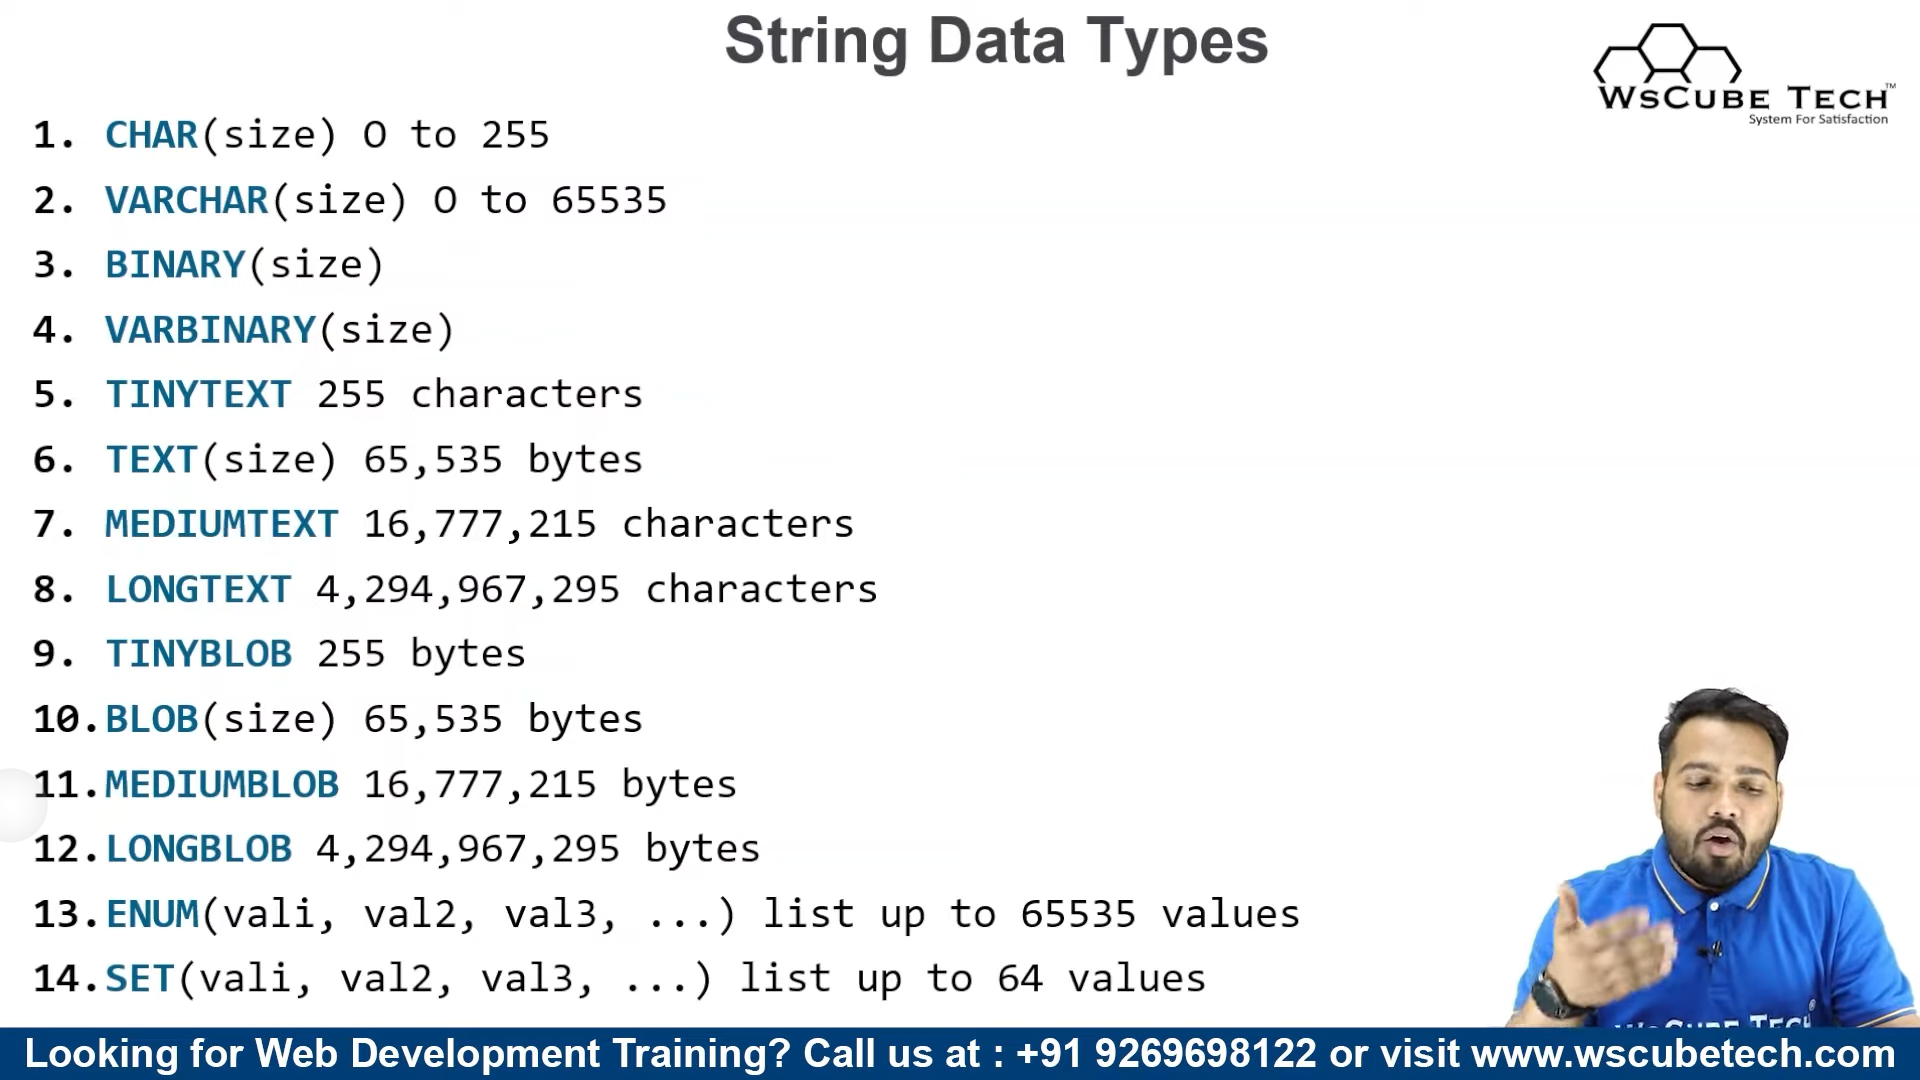 String Data Types
WSCUBE TECH™
System For Satisfaction
1. CHAR(size) O to 255
2. VARCHAR(size) O to 65535
3. BINARY(size)
4. VARBINARY(size)
5. TINYTEXT 255 characters
6. TEXT(size) 65,535 bytes
7. MEDIUMTEXT 16,777,215 characters
8. LONGTEXT 4,294,967,295 characters
9. TINYBLOB 255 bytes
10.BLOB(size) 65,535 bytes
11.MEDIUMBLOB 16,777,215 bytes
12.LONGBLOB 4,294,967,295 bytes
13.ENUM(vali, val2, val3, ...) list up to 65535 values
14.SET(vali, val2, val3, ...) list up to 64 values
WSCUBE TECH®
Looking for Web Development Training? Call us at : +91 9269698122 or visit www.wscubetech.com